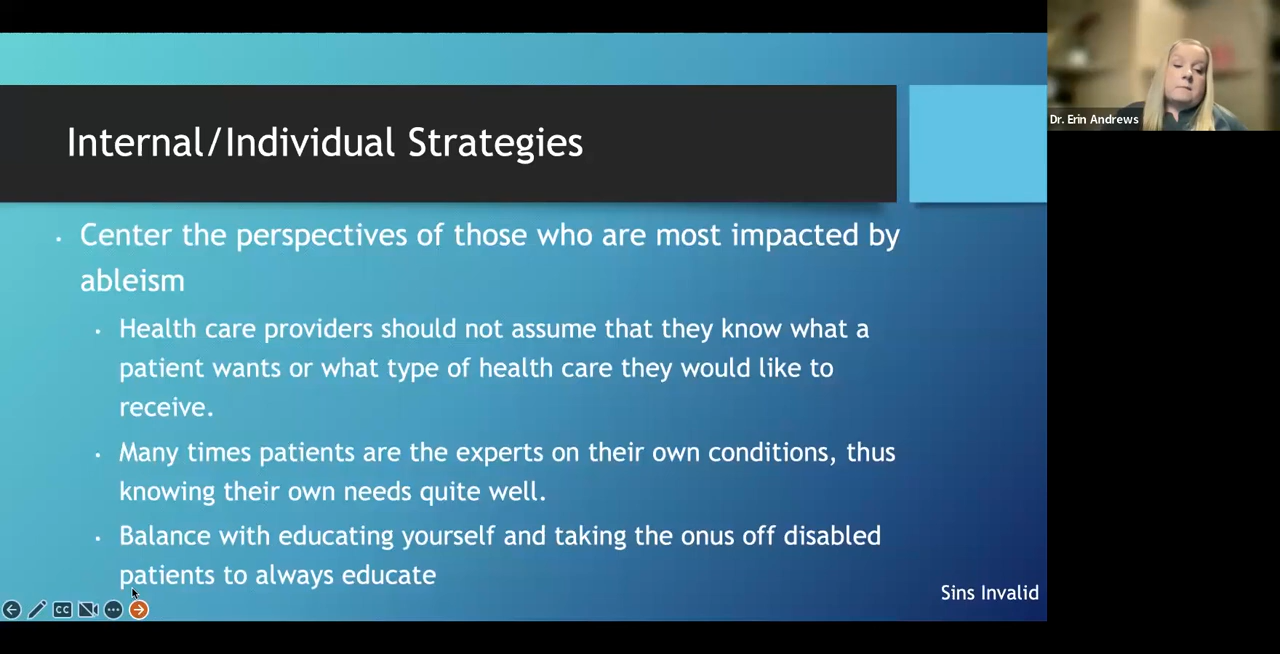 Internal/Individual Strategies
Dr. Erin Andrews
• Center the perspectives of those who are most impacted by
ableism
• Health care providers should not assume that they know what a
patient wants or what type of health care they would like to
receive.
• Many times patients are the experts on their own conditions, thus
knowing their own needs quite well.
• Balance with educating yourself and taking the onus off disabled
patients to always educate
Sins Invalid
CC